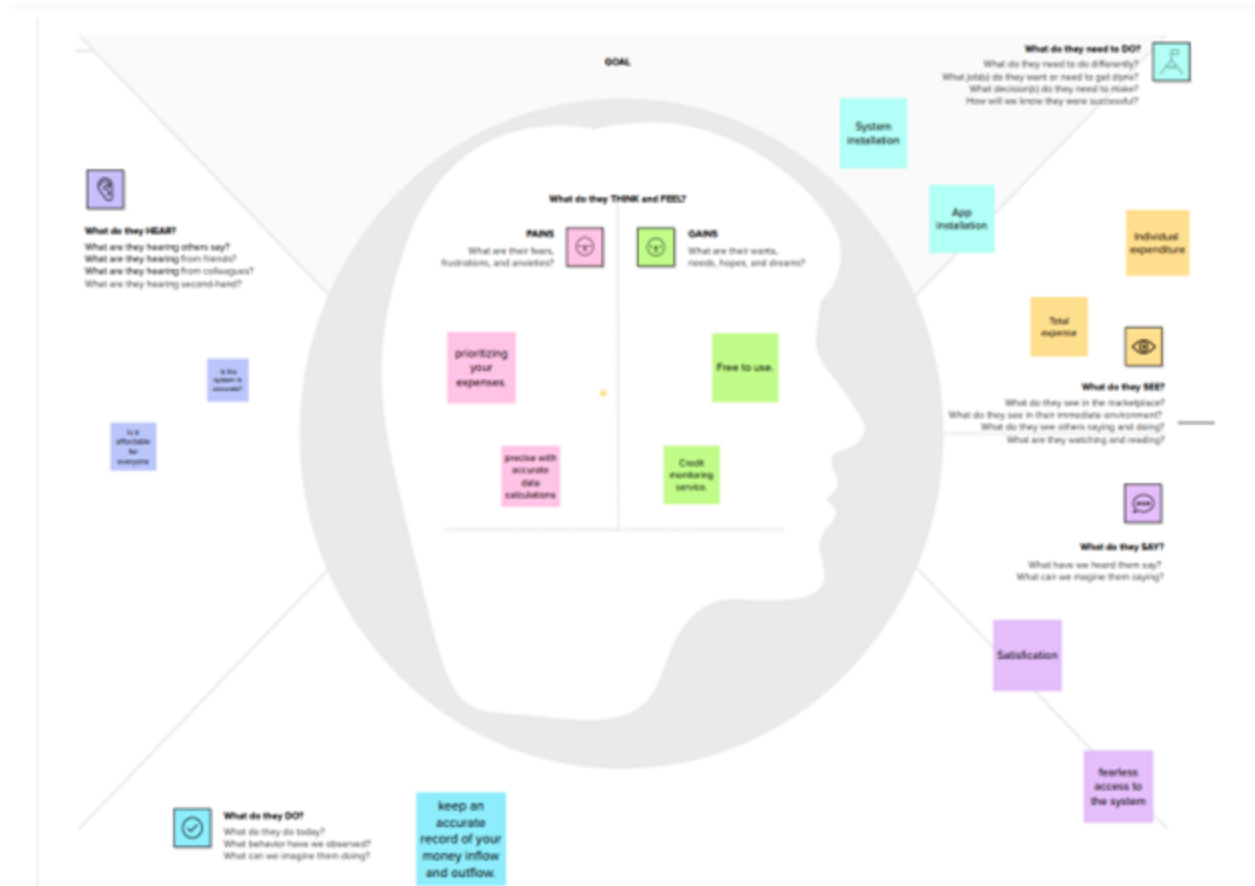 GOAL
What do they need to DO?
What do they need to do differently?
What job(s) do they want or need to get done?
What decision(s) do they need to make?
How will we know they were successful?
System
installation
App
installation
What do they HEAR?
What are they hearing others say?
What are they hearing from friends?
What are they hearing from colleagues?
What are they hearing second-hand?
Is the
system is
accurate?
Is it
affordable
for
everyone
What do they THINK and FEEL?
PAINS
What are their fears,
frustrations, and anxieties?
prioritizing
your
expenses.
precise with
accurate
data
calculations
GAINS
What are their wants,
needs, hopes, and dreams?
Free to use.
Credit
monitoring
service.
Individual
expenditure
Total
expense
What do they SEE?
What do they see in the marketplace?
What do they see in their immediate environment?
What do they see others saying and doing?
What are they watching and reading?
What do they SAY?
What have we heard them say?
What can we magine them saying?
Satisfication
fearless
access to
the system
What do they DO?
What do they do today?
What behavior have we observed?
What can we imagine them doing?
keep an
accurate
record of your
money inflow
and outflow.